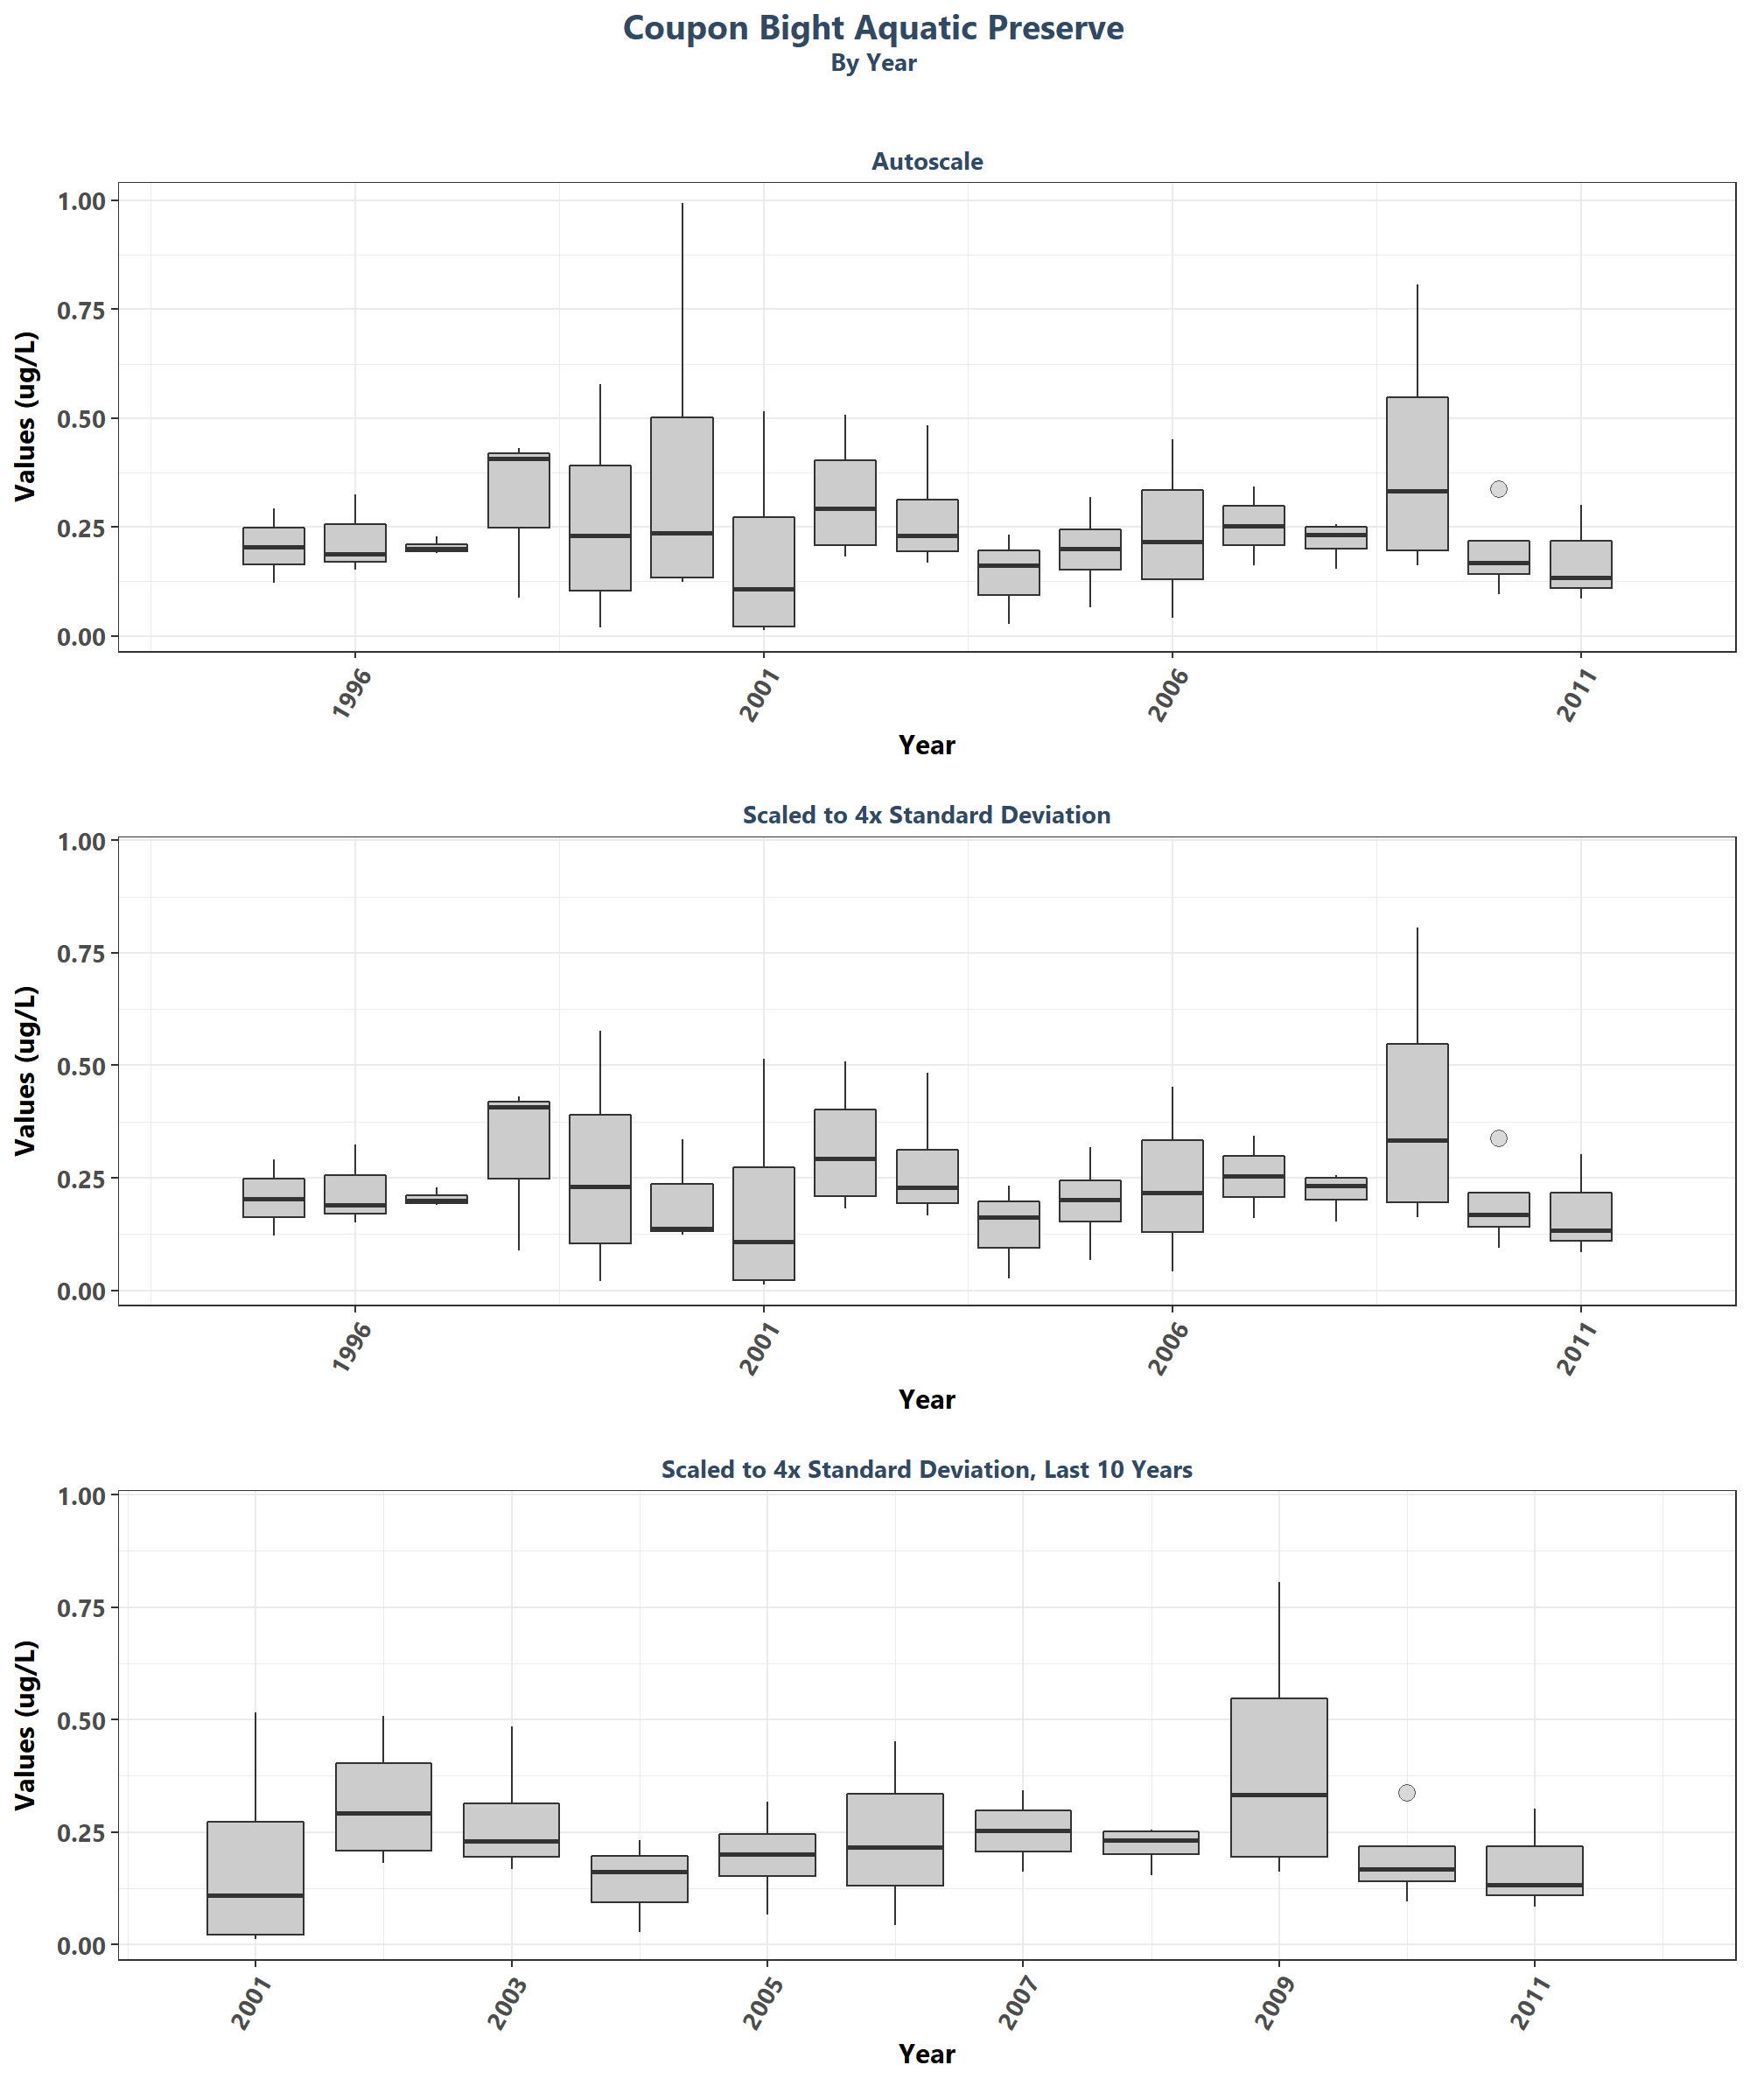 Coupon Bight Aquatic Preserve
By Year
Autoscale
1.00
0.75
0.50
0.25
0.00
Values (ug/L)
1996
2001
2006
2011
Year
Scaled to 4x Standard Deviation
1.00
0.75
0.50
0.25
0.00
Values (ug/L)
1996
2001
2006
2011
Year
Scaled to 4x Standard Deviation, Last 10 Years
1.00
0.75
0.50
0.25
0.00
Values (ug/L)
2001
2003
2005
2007
2009
2011
Year